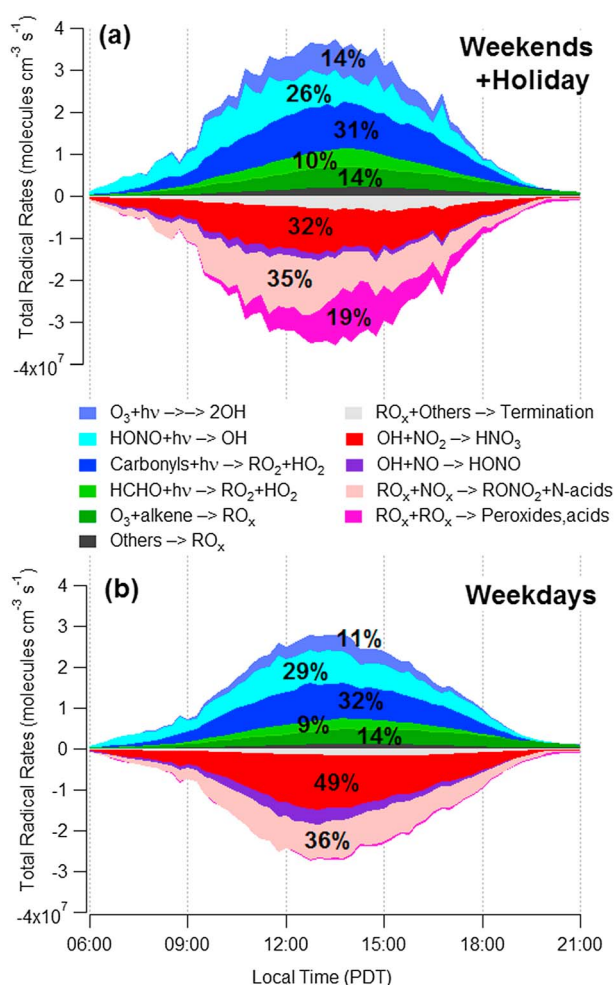 (a)
Weekends
+Holiday
Total Radical Rates (molecules cm⁻³ s⁻¹)
4
3
2
1
0
-1
-2
-3
-4x10⁷
14%
26%
31%
10%
14%
32%
35%
19%
O₃+hν –>–> 2OH
HONO+hν –> OH
Carbonyls+hν –> RO₂+HO₂
HCHO+hν –> RO₂+HO₂
O₃+alkene –> ROₓ
Others –> ROₓ
ROₓ+Others –> Termination
OH+NO₂ –> HNO₃
OH+NO –> HONO
ROₓ+NOₓ –> RONO₂+N-acids
ROₓ+ROₓ –> Peroxides,acids
(b)
Weekdays
Total Radical Rates (molecules cm⁻³ s⁻¹)
4
3
2
1
0
-1
-2
-3
-4x10⁷
11%
29%
32%
9%
14%
49%
36%
06:00
09:00
12:00
15:00
18:00
21:00
Local Time (PDT)